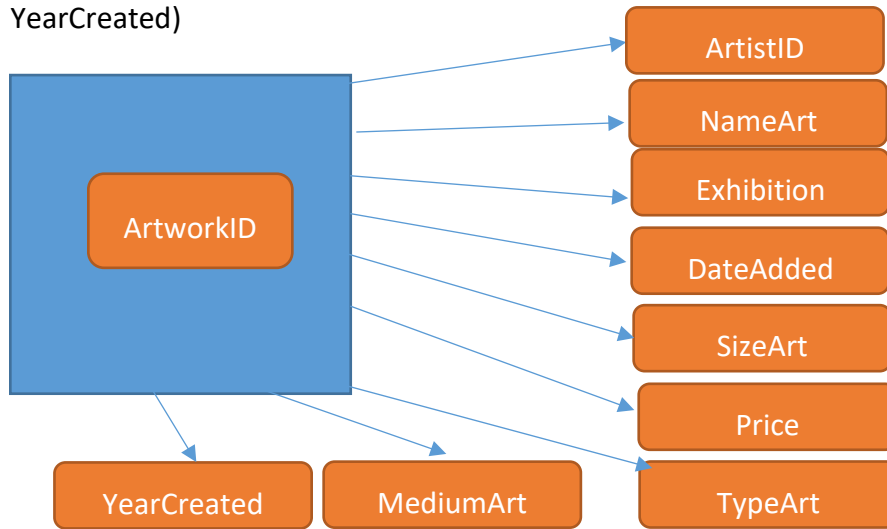 YearCreated)
ArtistID
NameArt
Exhibition
ArtworkID
DateAdded
SizeArt
Price
YearCreated
MediumArt
TypeArt